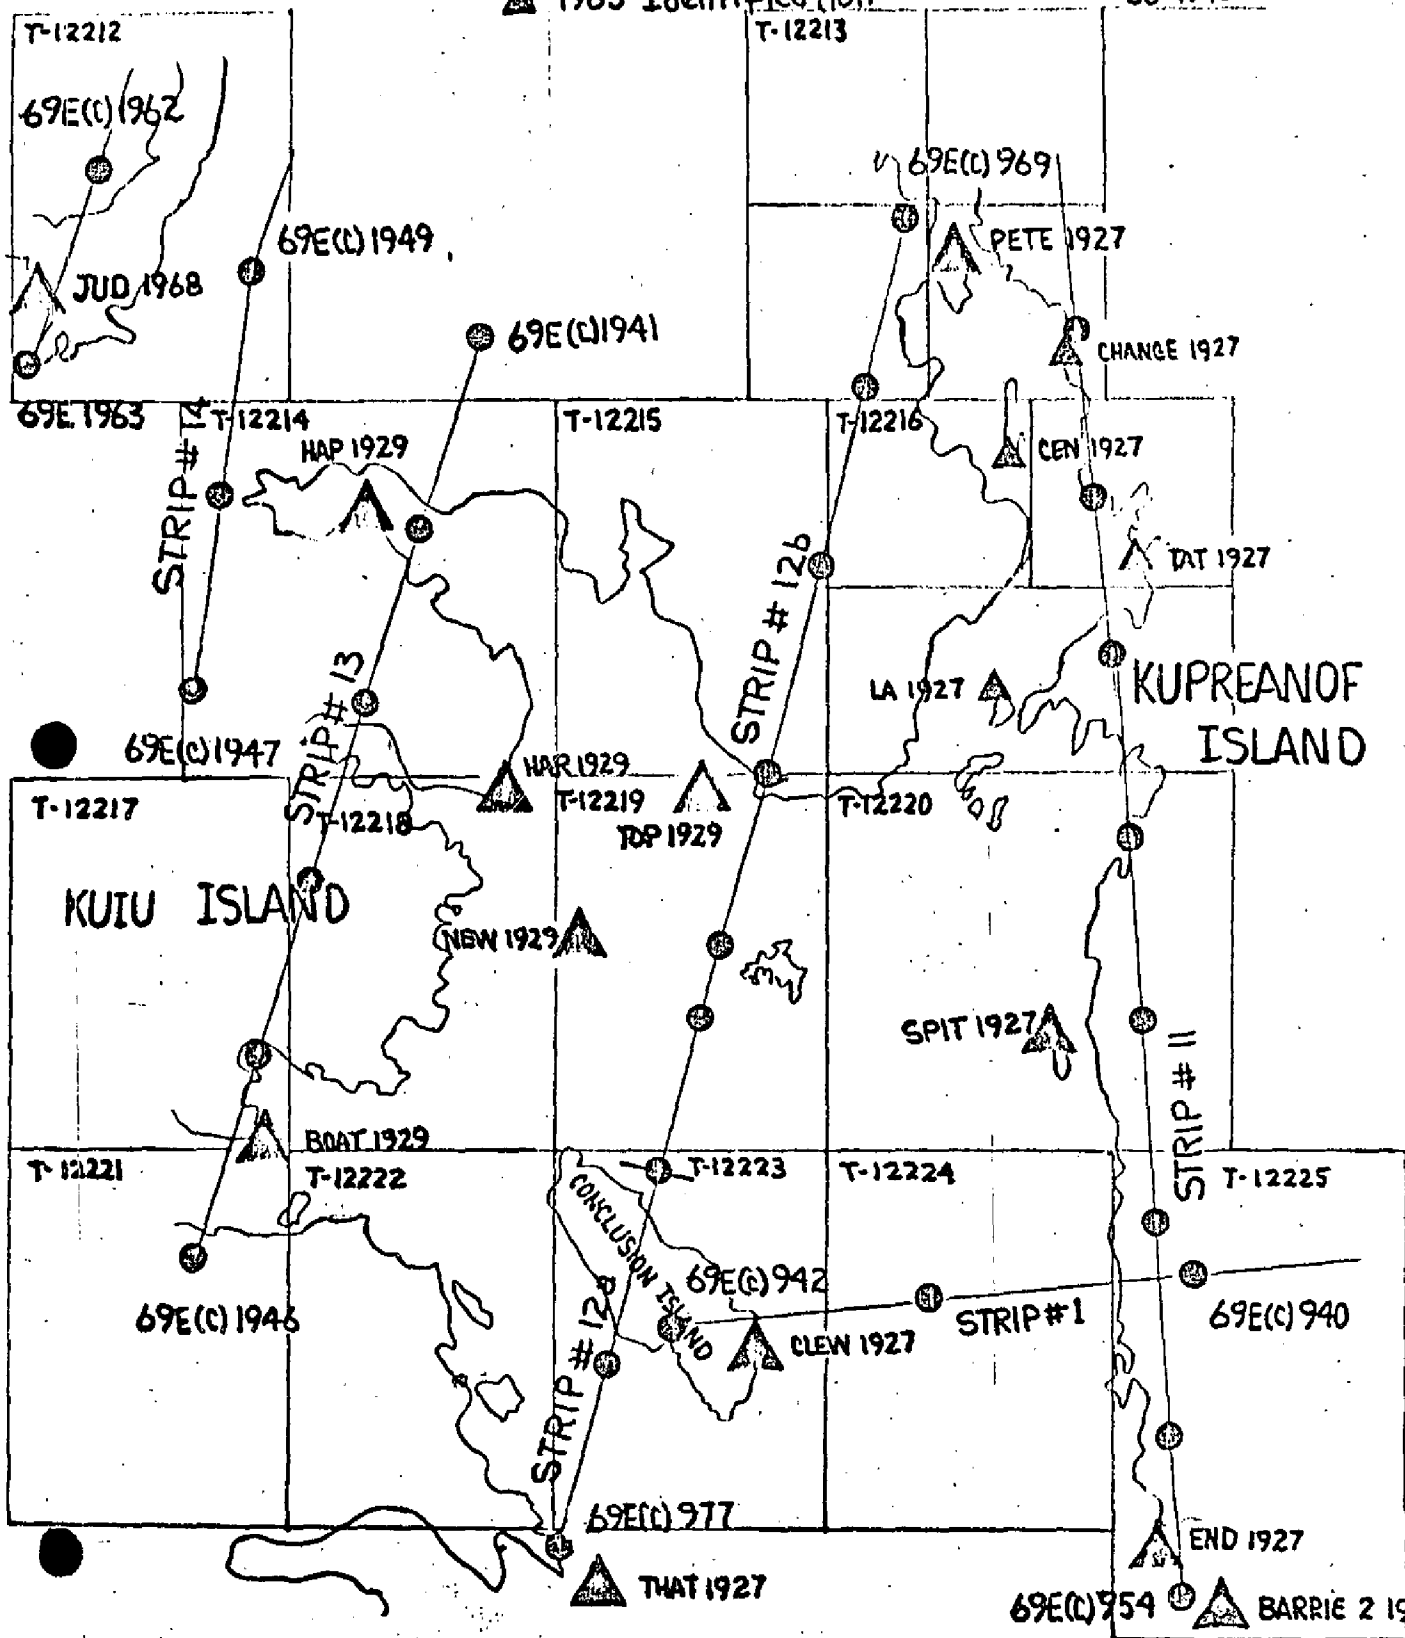 1965 Identification
T-12212
T-12213
69E(C) 1962
69E(C) 969
69E(C) 1949
PETE 1927
JUD 1968
69E(C) 1941
CHANGE 1927
69E 1963
STRIP # 14
T-12214
T-12215
T-12216
HAP 1929
CEN 1927
STRIP # 12b
TAT 1927
STRIP # 13
LA 1927
KUPREANOF
ISLAND
69E(C) 1947
HAR 1929
T-12217
T-12218
T-12219
TOP 1929
T-12220
KUIU ISLAND
NEW 1929
SPIT 1927
STRIP # 11
BOAT 1929
T-12221
T-12222
T-12223
T-12224
T-12225
CONCLUSION ISLAND
69E(C) 942
69E(C) 1946
STRIP # 12a
CLEW 1927
STRIP #1
69E(C) 940
69E(C) 977
END 1927
THAT 1927
69E(C) 954
BARRIE 2 19